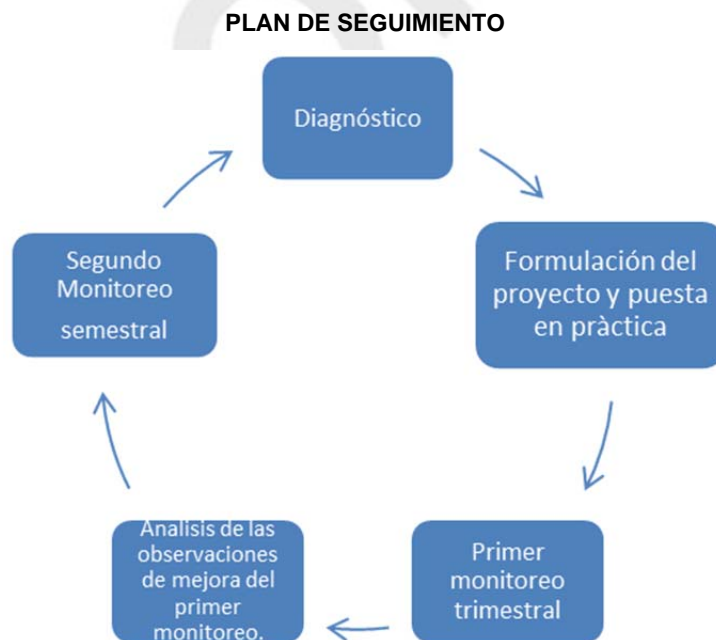 PLAN DE SEGUIMIENTO
Diagnóstico
Formulación del
proyecto y puesta
en pràctica
Primer
monitoreo
trimestral
Analisis de las
observaciones
de mejora del
primer
monitoreo.
Segundo
Monitoreo
semestral